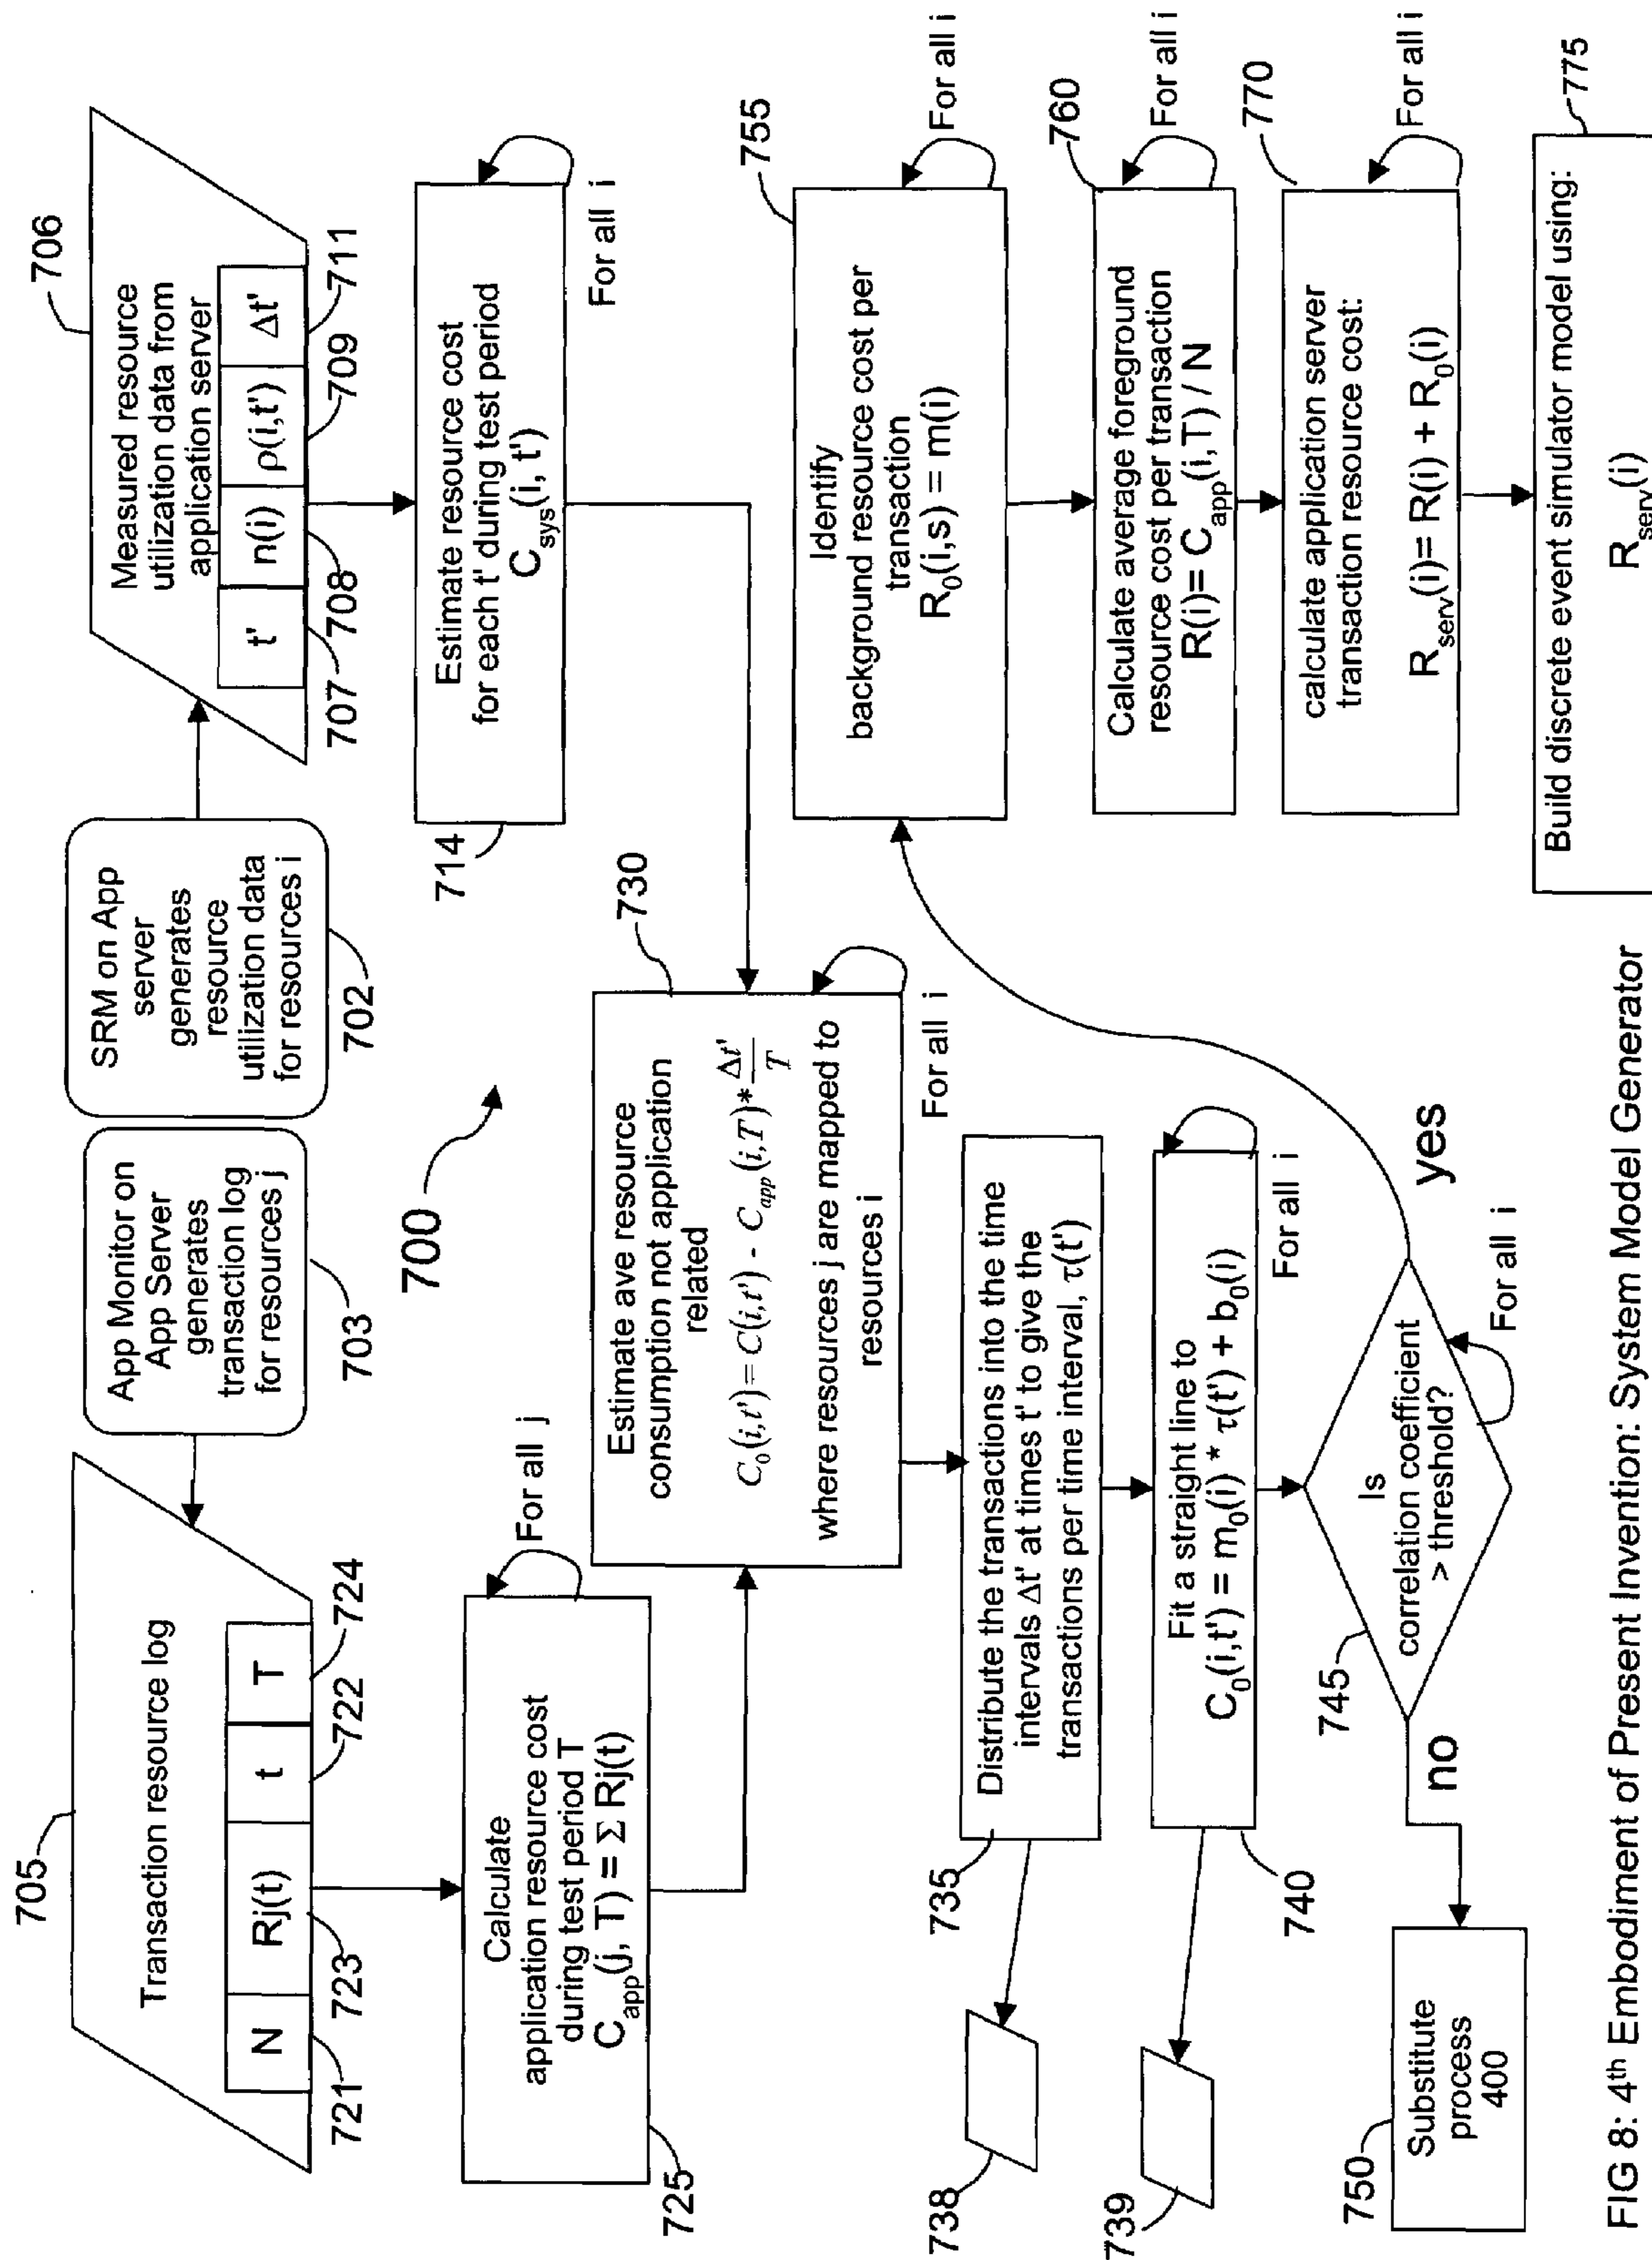 705
Transcription resource log
N
Rj(t)
t
T
721
723
722
724
App Monitor on
App Server
generates
transaction log
for resources j
703
SRM on App
server
generates
resource
utilization data
for resources i
702
706
Measured resource
utilization data from
application server
t'
n(i)
ρ(i,t')
Δt'
707
708
709
711
Calculate
application resource cost
during test period T
C_app(j, T) = Σ Rj(t)
For all j
725
700
Estimate resource cost
for each t' during test period
C_sys(i, t')
For all i
714
730
Estimate ave resource
consumption not application
related
C₀(i,t') = C(i,t') - C_app(i,T)*Δt'/T
where resources j are mapped to
resources i
For all i
Distribute the transactions into the time
intervals Δt' at times t' to give the
transactions per time interval, τ(t')
735
738
Fit a straight line to
C₀(i,t') = m₀(i) * τ(t') + b₀(i)
For all i
740
739
745
Is
correlation coefficient
> threshold?
For all i
no
yes
750
Substitute
process
400
755
Identify
background resource cost per
transaction
R₀(i,s) = m(i)
For all i
760
Calculate average foreground
resource cost per transaction
R(i)= C_app(i,T) / N
For all i
770
calculate application server
transaction resource cost:
R_serv(i)= R(i) + R₀(i)
For all i
775
Build discrete event simulator model using:
R_serv(i)
FIG 8: 4th Embodiment of Present Invention: System Model Generator